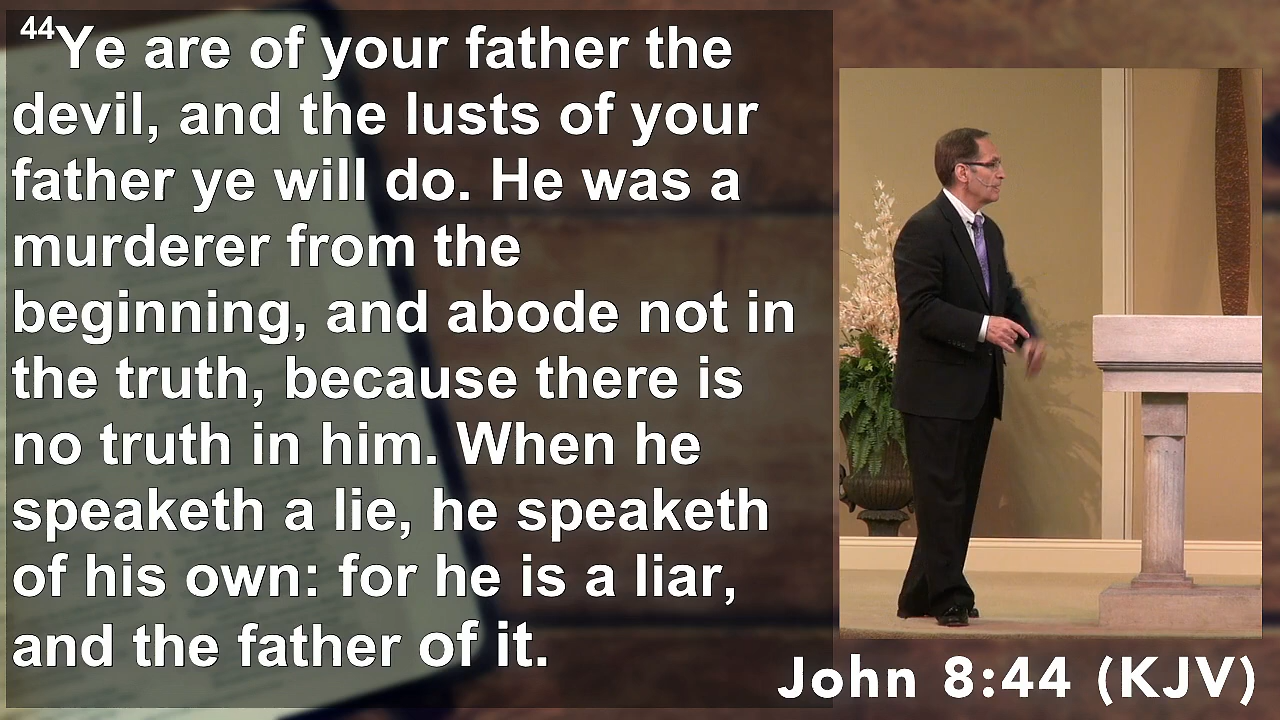 44Ye are of your father the
devil, and the lusts of your
father ye will do. He was a
murderer from the
beginning, and abode not in
the truth, because there is
no truth in him. When he
speaketh a lie, he speaketh
of his own: for he is a liar,
and the father of it.
John 8:44 (KJV)